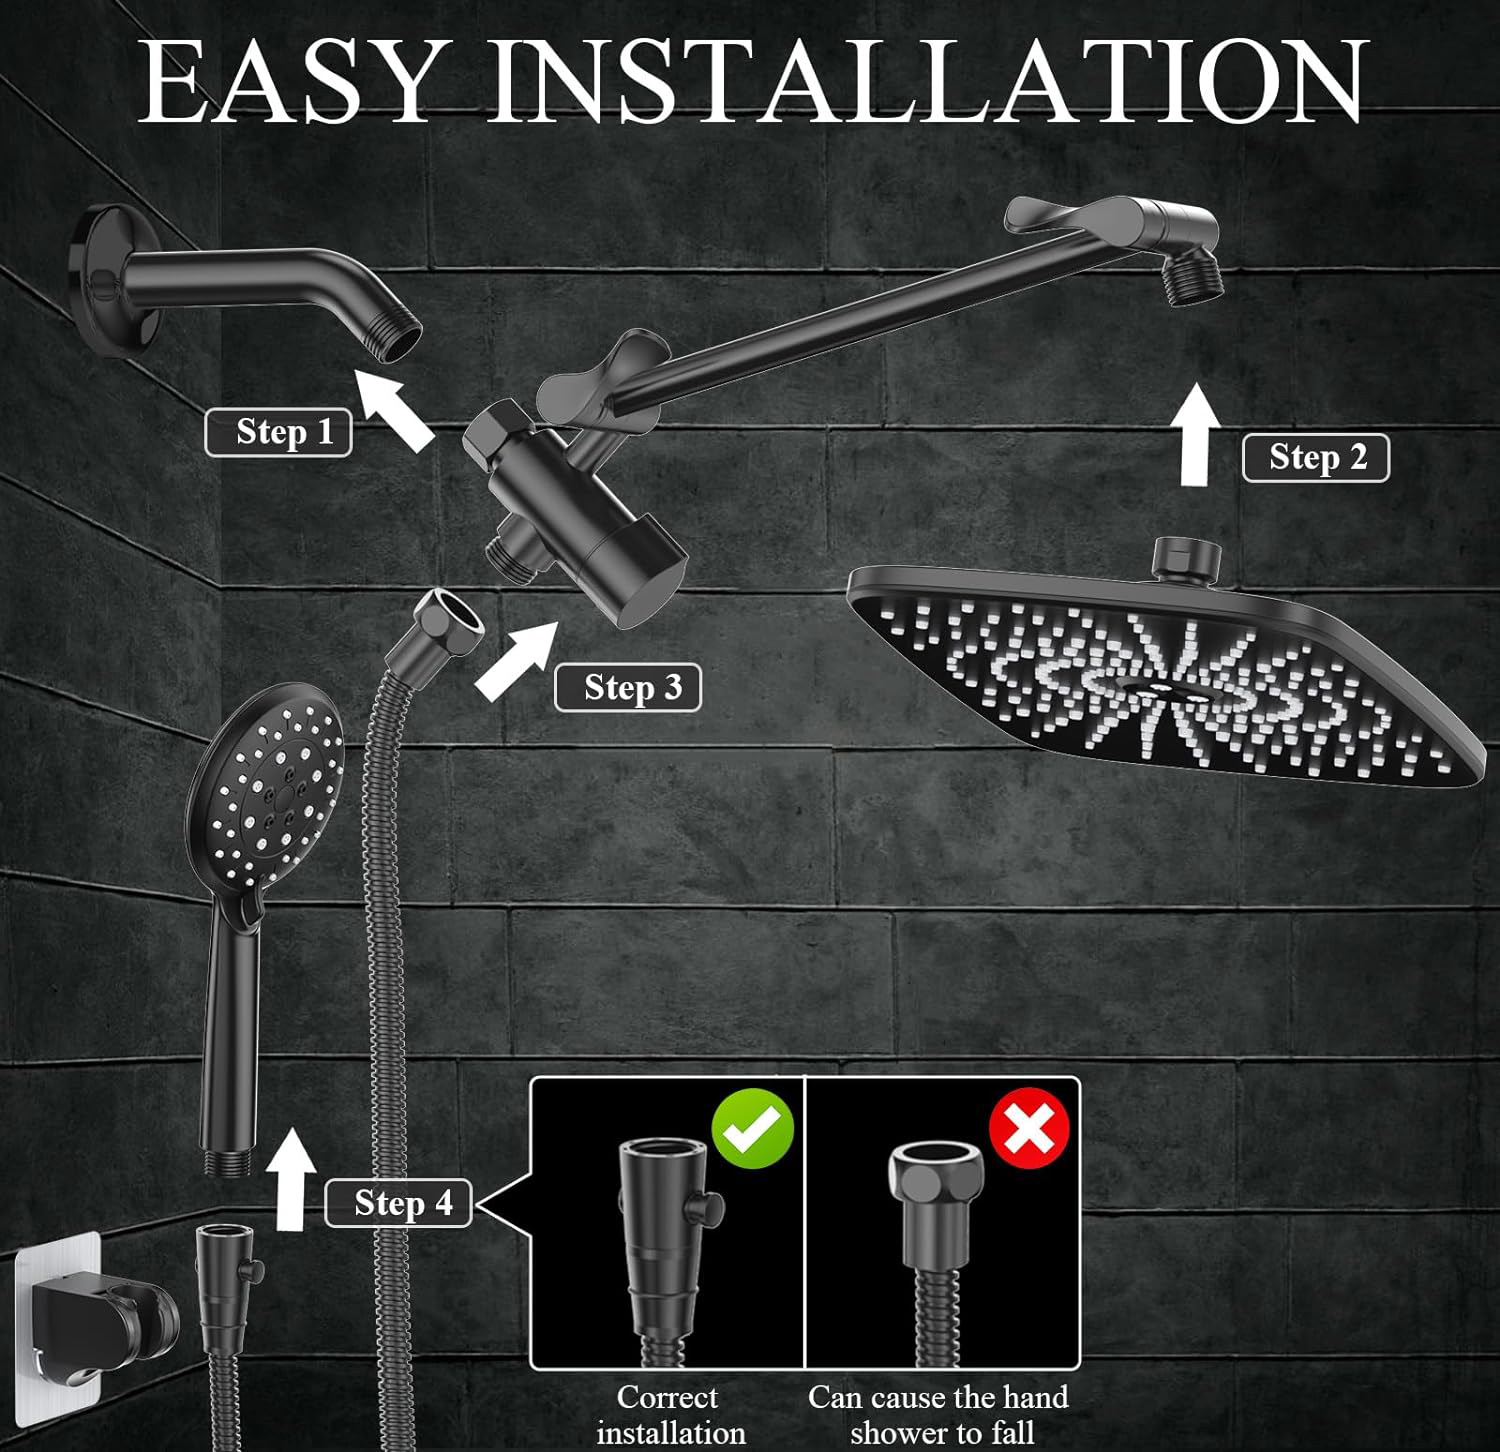 EASY INSTALLATION
Step 1
Step 2
Step 3
Step 4
Correct
installation
Can cause the hand
shower to fall